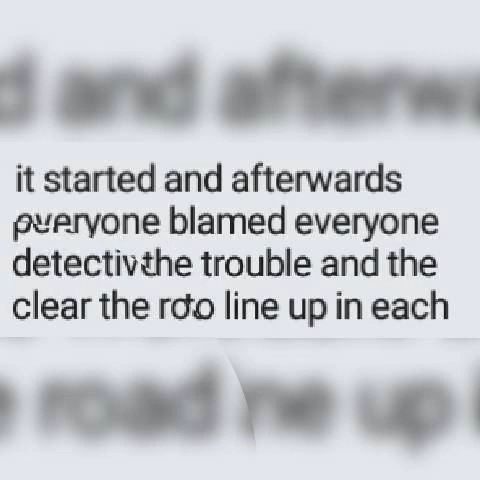 it started and afterwards
blamed everyone
the trouble and the
clear the line up in each